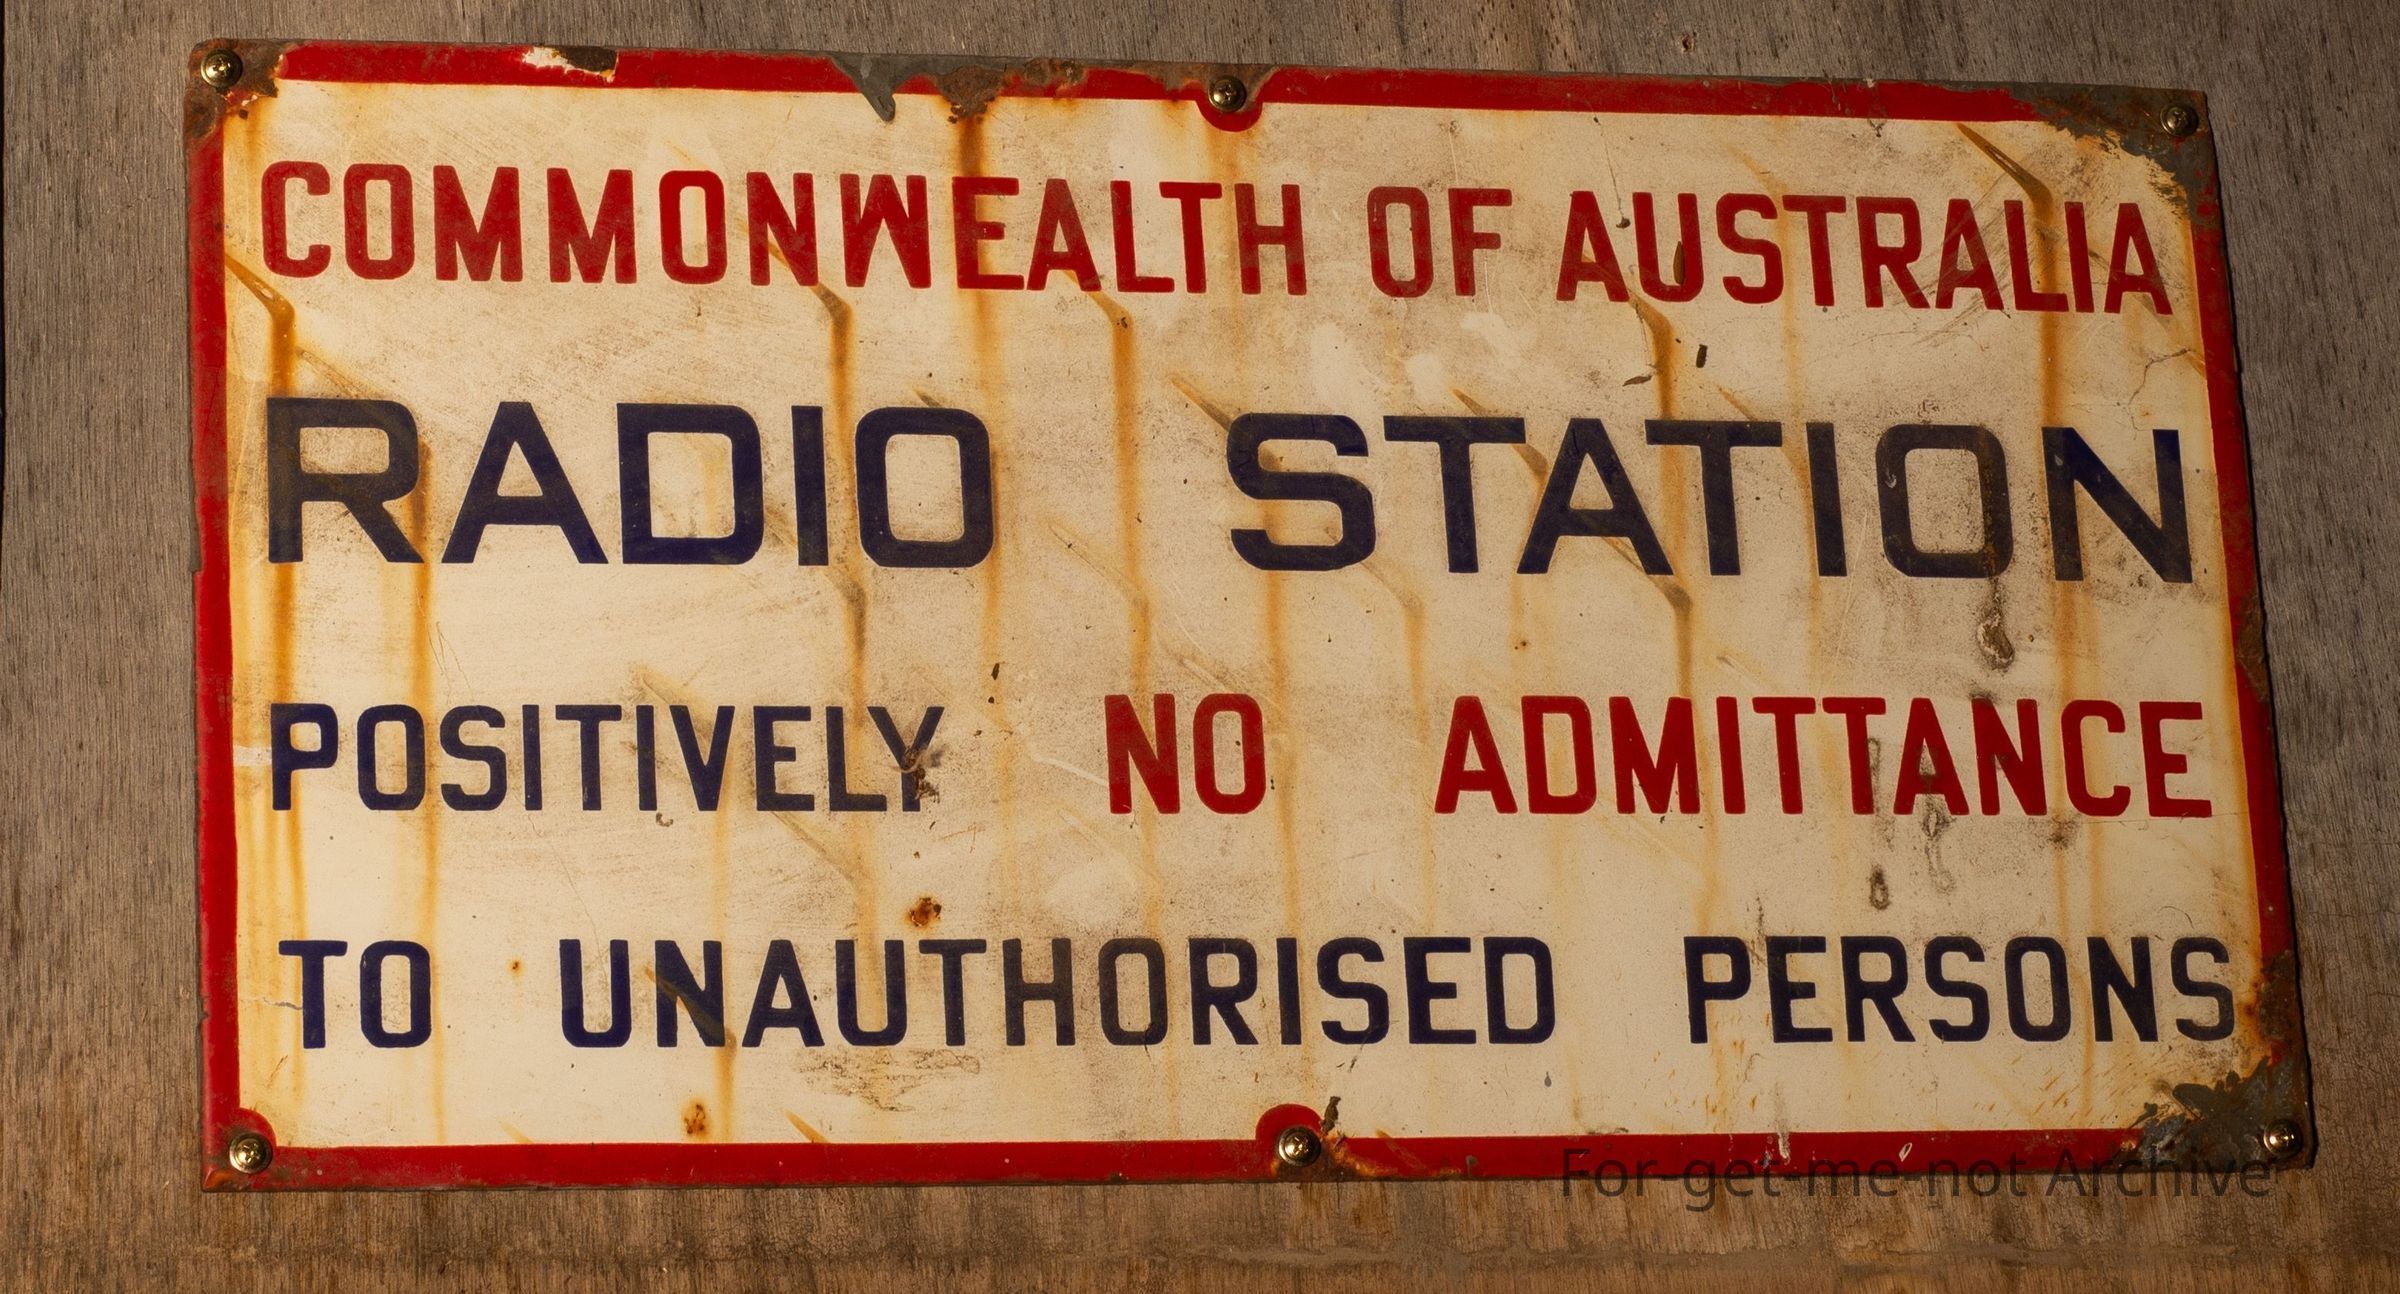 COMMONWEALTH OF AUSTRALIA
RADIO STATION
POSITIVELY NO ADMITTANCE
TO UNAUTHORISED PERSONS
For-get-me-not Archive